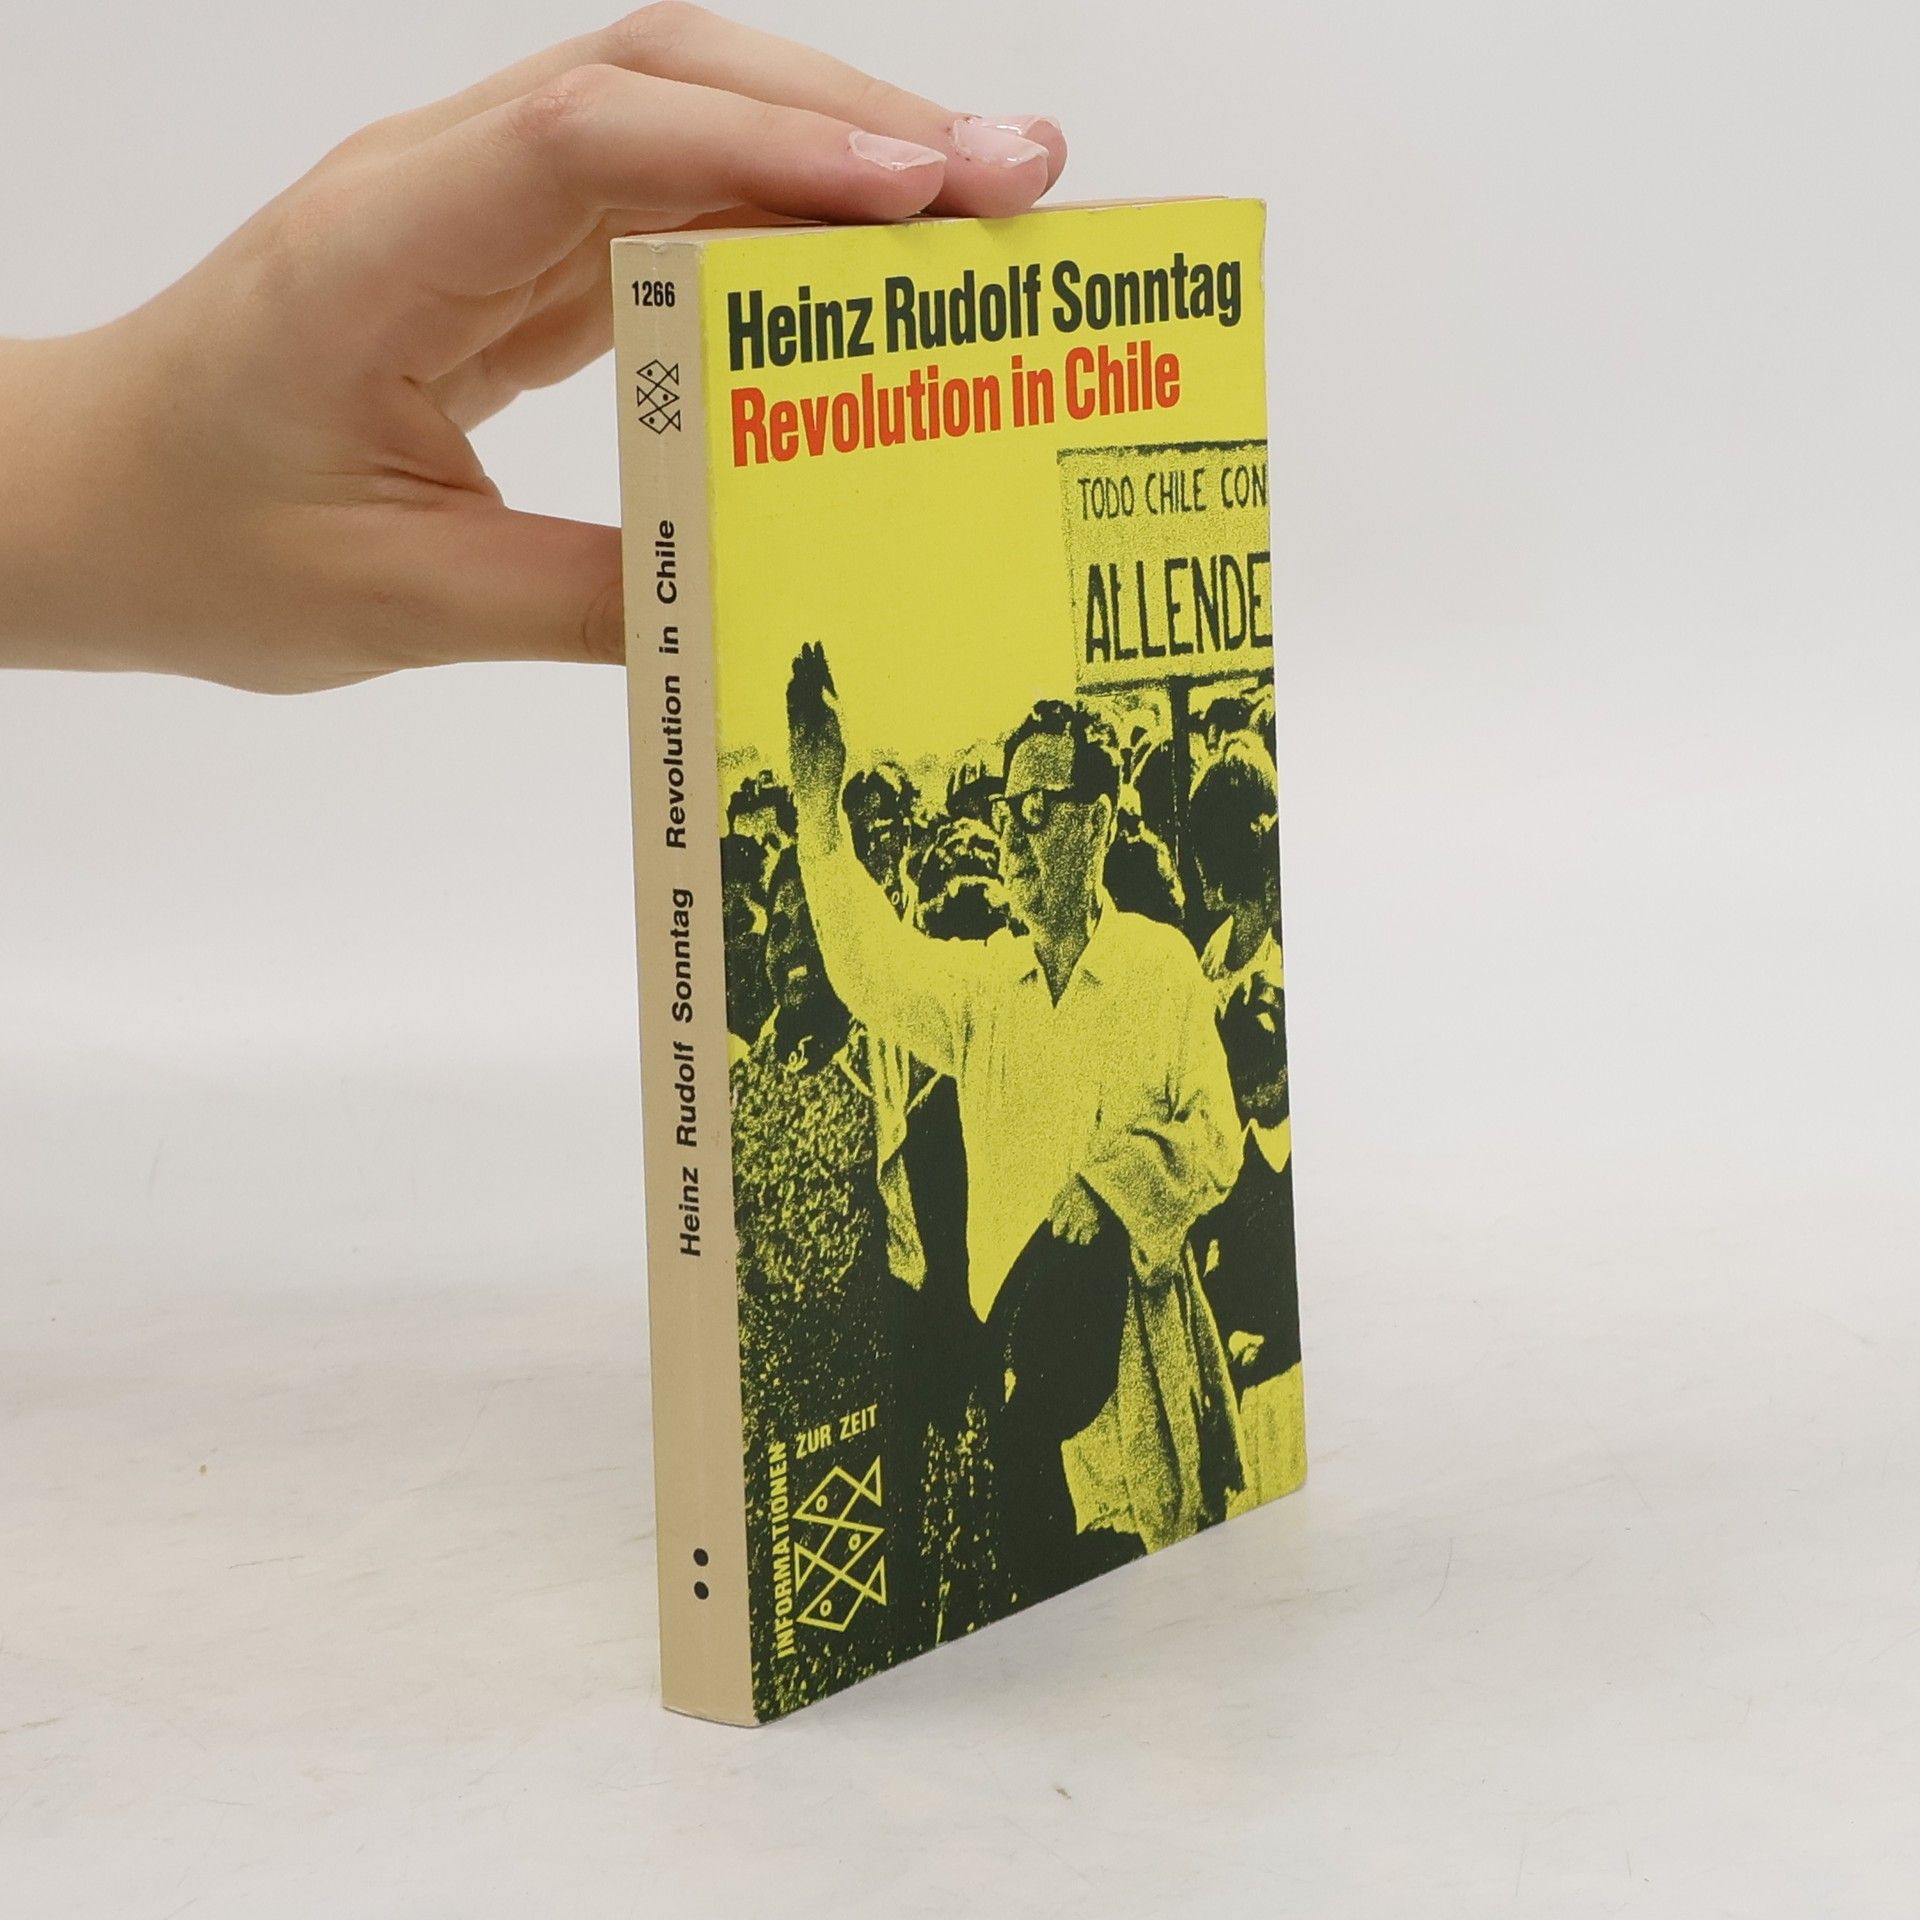 1266
Heinz Rudolf Sonntag Revolution in Chile
Heinz Rudolf Sonntag
Revolution in Chile
TODO CHILE CON
ALLENDE
INFORMATIONEN
ZUR ZEIT